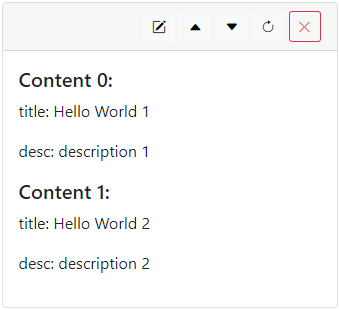 Content 0:
title: Hello World 1
desc: description 1
Content 1:
title: Hello World 2
desc: description 2